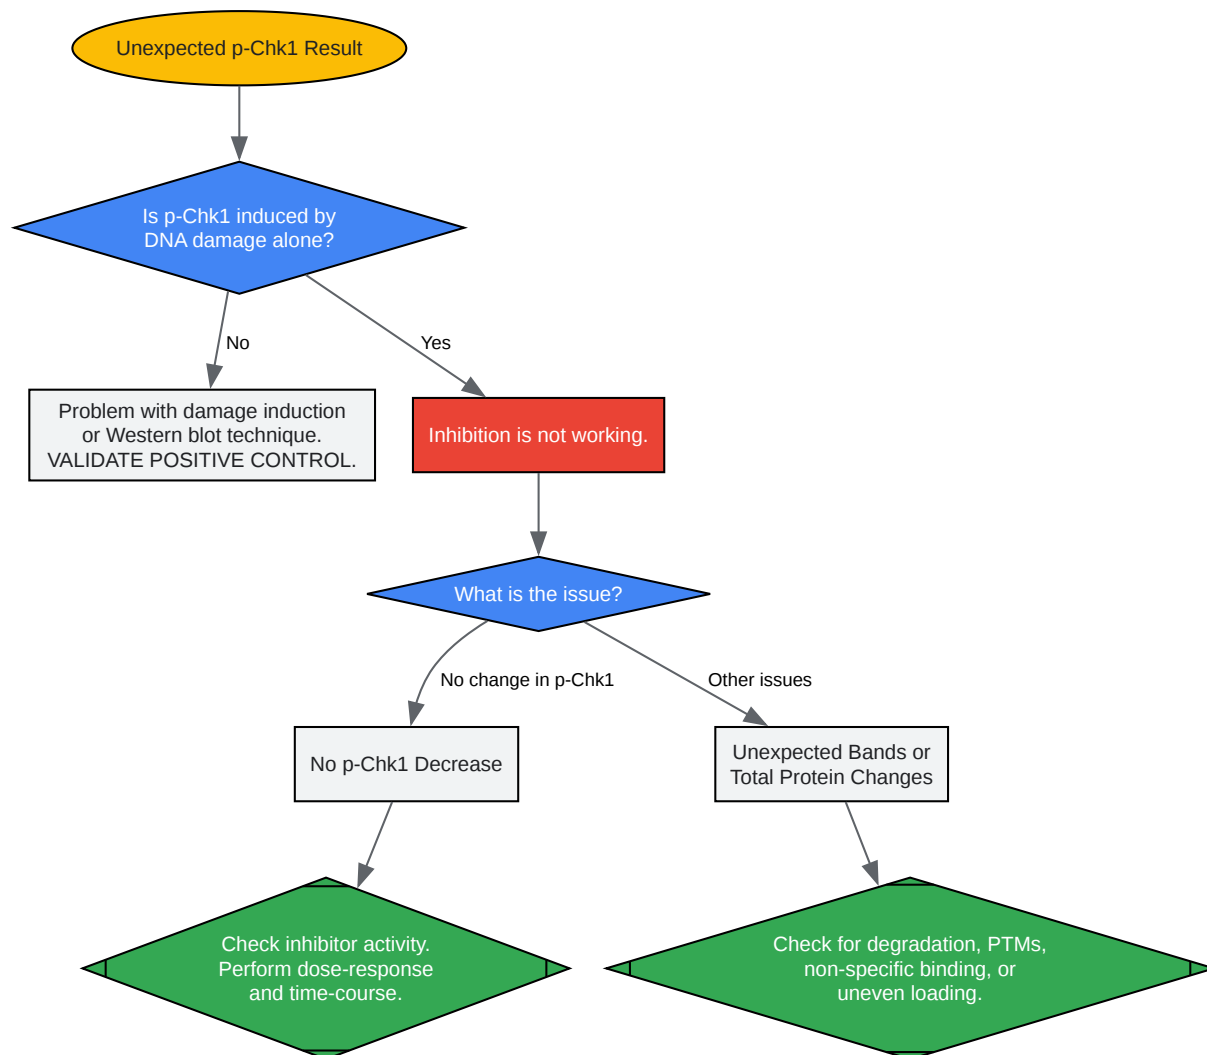 Unexpected p-Chk1 Result
Is p-Chk1 induced by
DNA damage alone?
No
Yes
Problem with damage induction
or Western blot technique.
VALIDATE POSITIVE CONTROL.
Inhibition is not working.
What is the issue?
No change in p-Chk1
Other issues
No p-Chk1 Decrease
Unexpected Bands or
Total Protein Changes
Check inhibitor activity.
Perform dose-response
and time-course.
Check for degradation, PTMs,
non-specific binding, or
uneven loading.